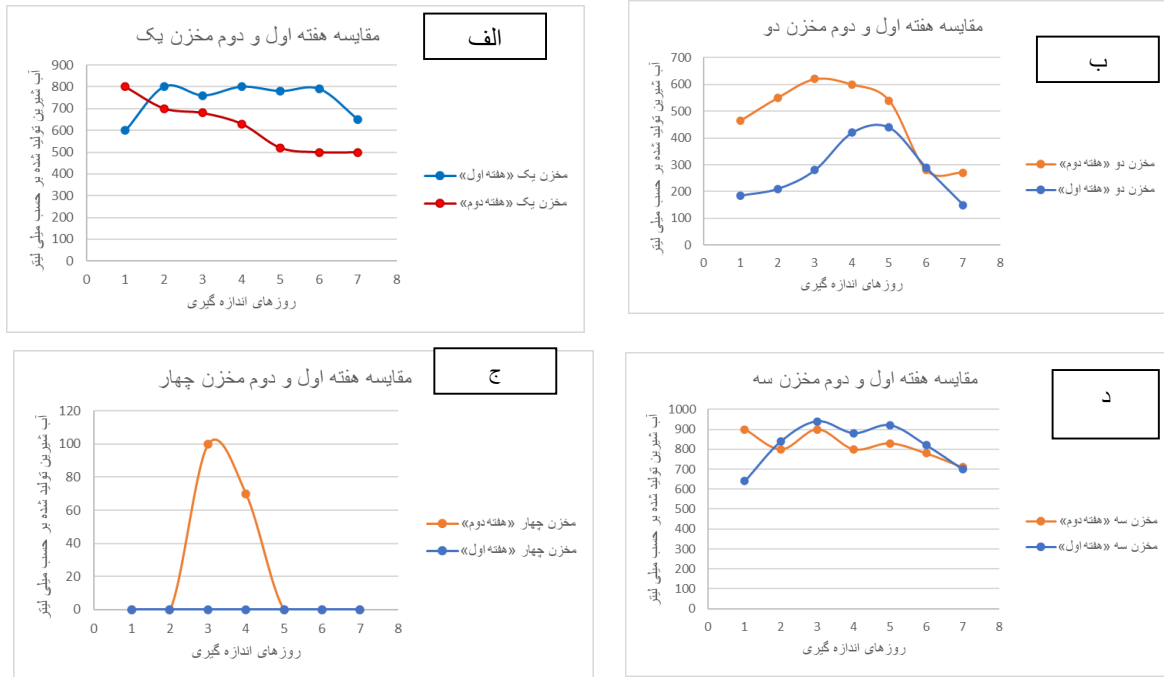 الف
مقایسه هفته اول و دوم مخزن یک
آب شیرین تولید شده بر حسب میلی لیتر
900
800
700
600
500
400
300
200
100
0
0 1 2 3 4 5 6 7 8
روزهای اندازه گیری
مخزن یک «هفته اول»
مخزن یک «هفته دوم»
ب
مقایسه هفته اول و دوم مخزن دو
آب شیرین تولید شده بر حسب میلی لیتر
700
600
500
400
300
200
100
0
0 1 2 3 4 5 6 7 8
روزهای اندازه گیری
مخزن دو «هفته دوم»
مخزن دو «هفته اول»
ج
مقایسه هفته اول و دوم مخزن چهار
آب شیرین تولید شده بر حسب میلی لیتر
120
100
80
60
40
20
0
0 1 2 3 4 5 6 7 8
روزهای اندازه گیری
مخزن چهار «هفته دوم»
مخزن چهار «هفته اول»
د
مقایسه هفته اول و دوم مخزن سه
آب شیرین تولید شده بر حسب میلی لیتر
1000
900
800
700
600
500
400
300
200
100
0
0 1 2 3 4 5 6 7 8
روزهای اندازه گیری
مخزن سه «هفته دوم»
مخزن سه «هفته اول»